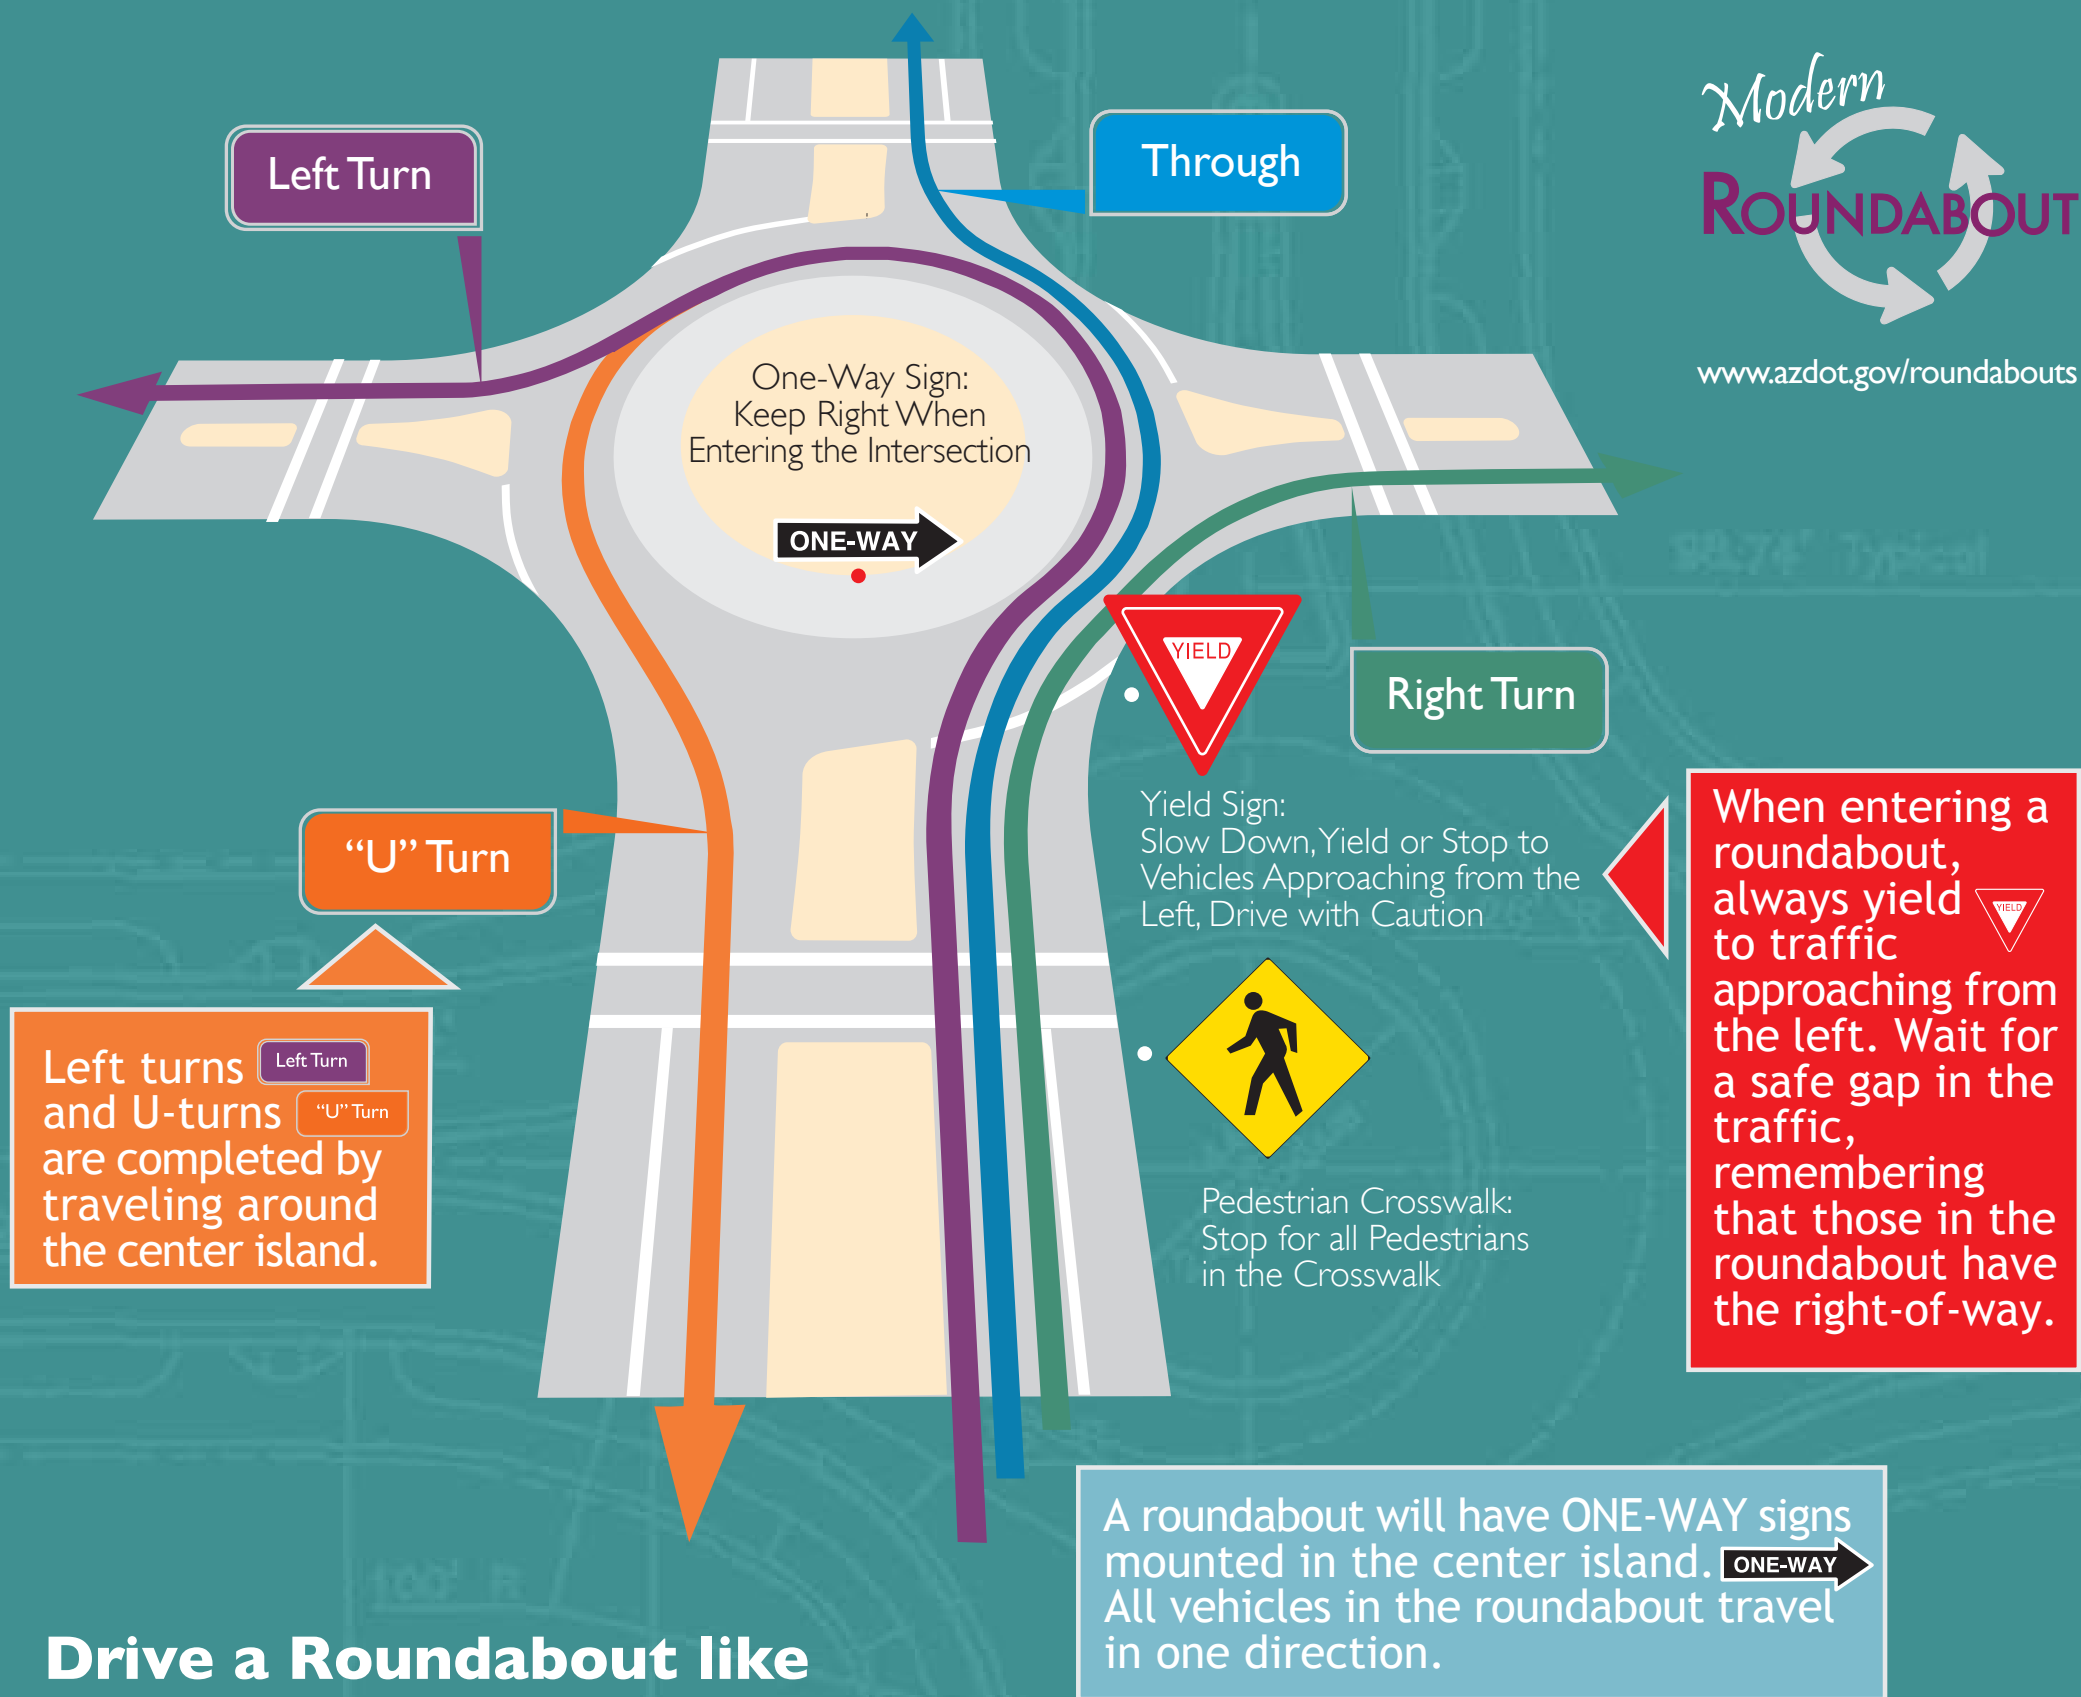 Modern
ROUNDABOUT
www.azdot.gov/roundabouts
Left Turn
Through
One-Way Sign:
Keep Right When
Entering the Intersection
ONE-WAY
YIELD
Right Turn
Yield Sign:
Slow Down, Yield or Stop to
Vehicles Approaching from the
Left, Drive with Caution
“U” Turn
When entering a
roundabout,
always yield YIELD
to traffic
approaching from
the left. Wait for
a safe gap in the
traffic,
remembering
that those in the
roundabout have
the right-of-way.
Left turns Left Turn
and U-turns “U” Turn
are completed by
traveling around
the center island.
Pedestrian Crosswalk:
Stop for all Pedestrians
in the Crosswalk
A roundabout will have ONE-WAY signs
mounted in the center island. ONE-WAY
All vehicles in the roundabout travel
in one direction.
100' R
Drive a Roundabout like